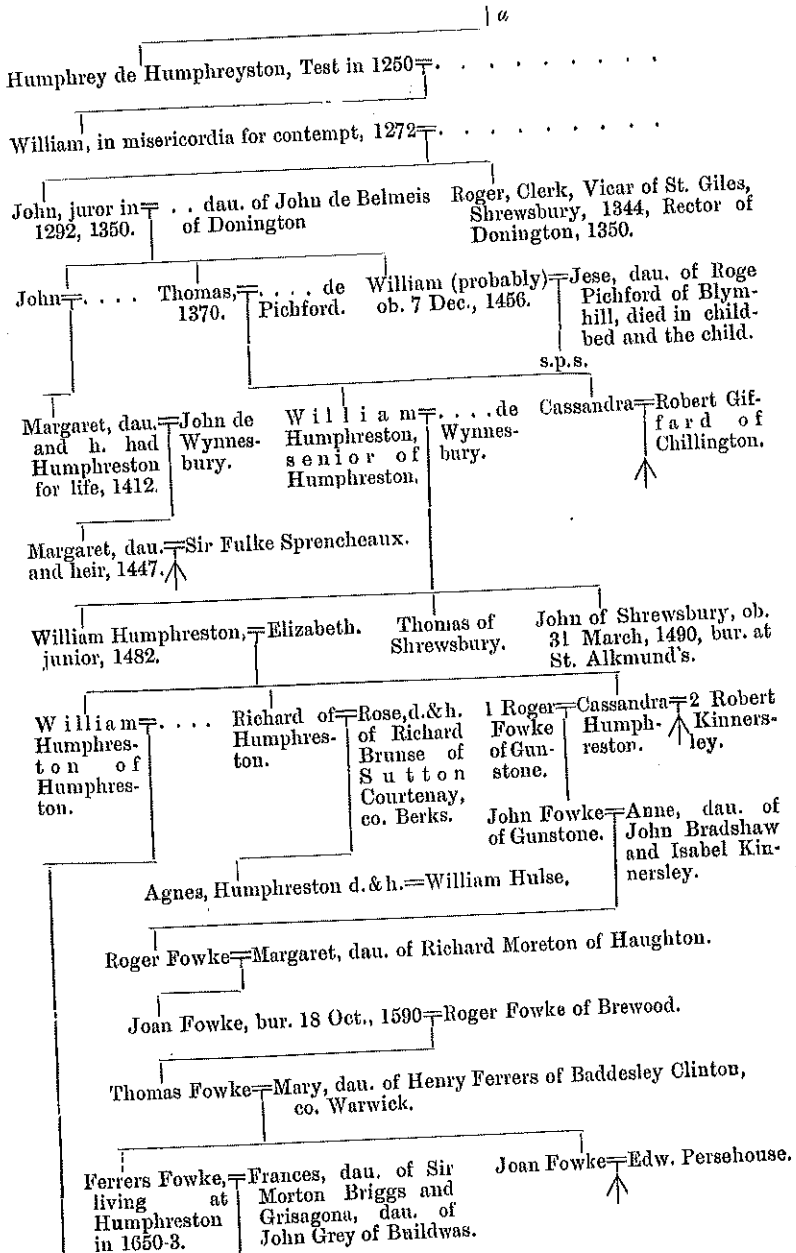 a
Humphrey de Humphreyston, Test in 1250=. . . . . . . . .
William, in misericordia for contempt, 1272=. . . . . . . . .
John, juror in
1292, 1350.
= . . dau. of John de Belmeis
of Donington
Roger, Clerk, Vicar of St. Giles,
Shrewsbury, 1344, Rector of
Donington, 1350.
John=. . . .
Thomas,
1370.
=. . . . de
Pichford.
William (probably)
ob. 7 Dec., 1456.
=Jese, dau. of Roge
Pichford of Blym-
hill, died in child-
bed and the child.
s.p.s.
Margaret, dau.
and h. had
Humphreston
for life, 1412.
=John de
Wynnes-
bury.
William
Humphreston,
senior of
Humphreston,
=. . . . de
Wynnes-
bury.
Cassandra
=Robert Gif-
fard of
Chillington.
Margaret, dau.
and heir, 1447.
=Sir Fulke Sprencheaux.
William Humphreston,
junior, 1482.
=Elizabeth.
Thomas of
Shrewsbury.
John of Shrewsbury, ob.
31 March, 1490, bur. at
St. Alkmund's.
William
Humphres-
ton of
Humphres-
ton.
=. . . .
Richard of
Humphres-
ton.
=Rose, d. & h.
of Richard
Brunse of
Sutton
Courtenay,
co. Berks.
1 Roger
Fowke
of Gun-
stone.
=Cassandra
Humph-
reston.
=2 Robert
Kinners-
ley.
John Fowke
of Gunstone.
=Anne, dau. of
John Bradshaw
and Isabel Kin-
nersley.
Agnes, Humphreston d. & h.=William Hulse,
Roger Fowke=Margaret, dau. of Richard Moreton of Haughton.
Joan Fowke, bur. 18 Oct., 1590=Roger Fowke of Brewood.
Thomas Fowke=Mary, dau. of Henry Ferrers of Baddesley Clinton,
co. Warwick.
Ferrers Fowke,
living at
Humphreston
in 1650-3.
=Frances, dau. of Sir
Morton Briggs and
Grisagona, dau. of
John Grey of Buildwas.
Joan Fowke=Edw. Persehouse.